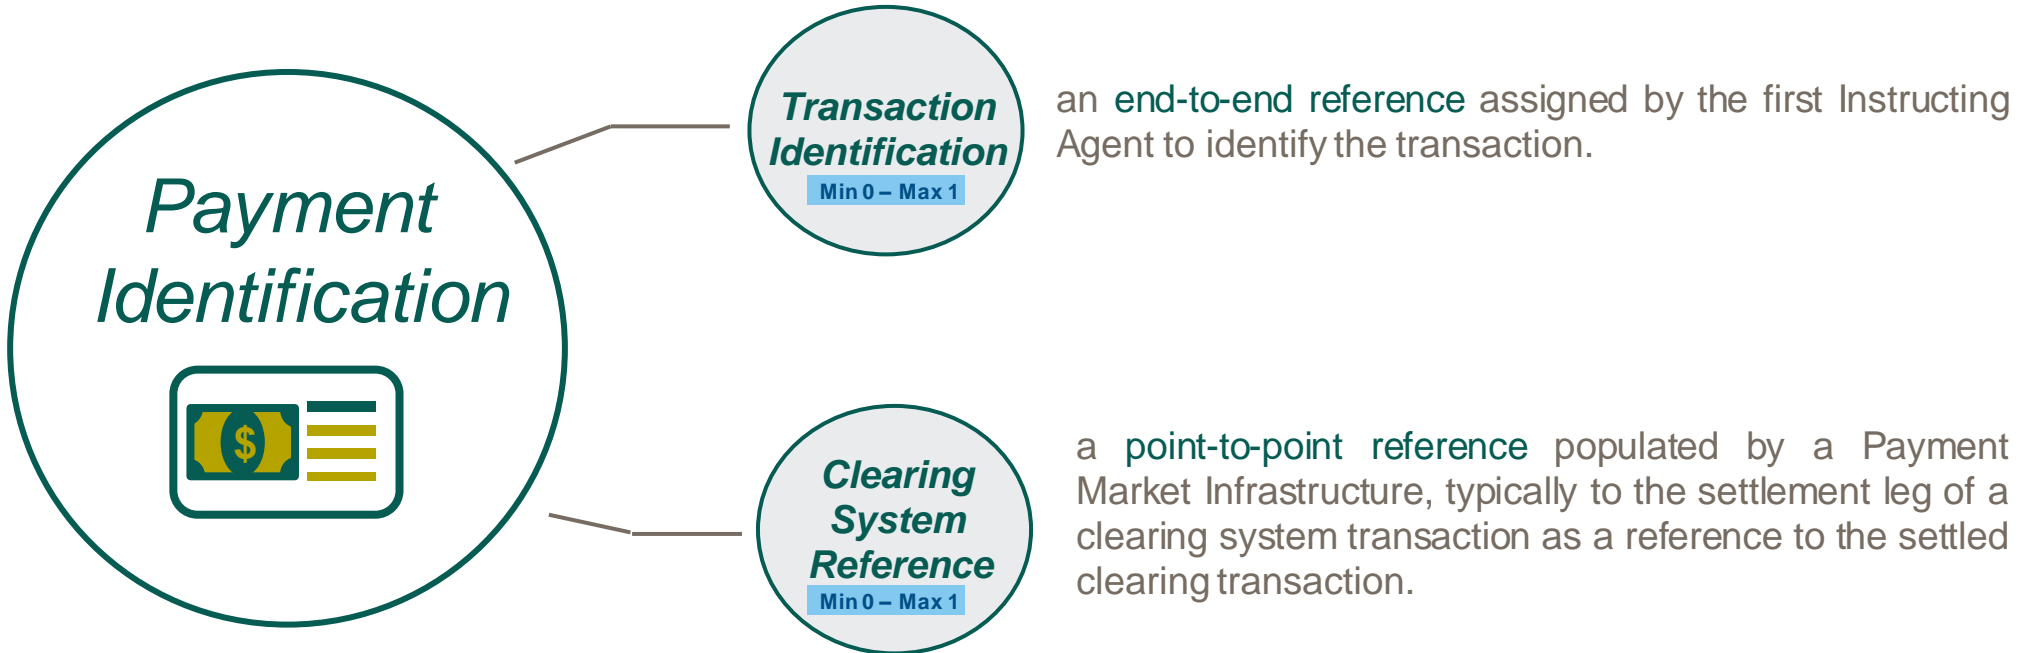 Payment
Identification
$
Transaction
Identification
Min 0 – Max 1
an end-to-end reference assigned by the first Instructing
Agent to identify the transaction.
Clearing
System
Reference
Min 0 – Max 1
a point-to-point reference populated by a Payment
Market Infrastructure, typically to the settlement leg of a
clearing system transaction as a reference to the settled
clearing transaction.